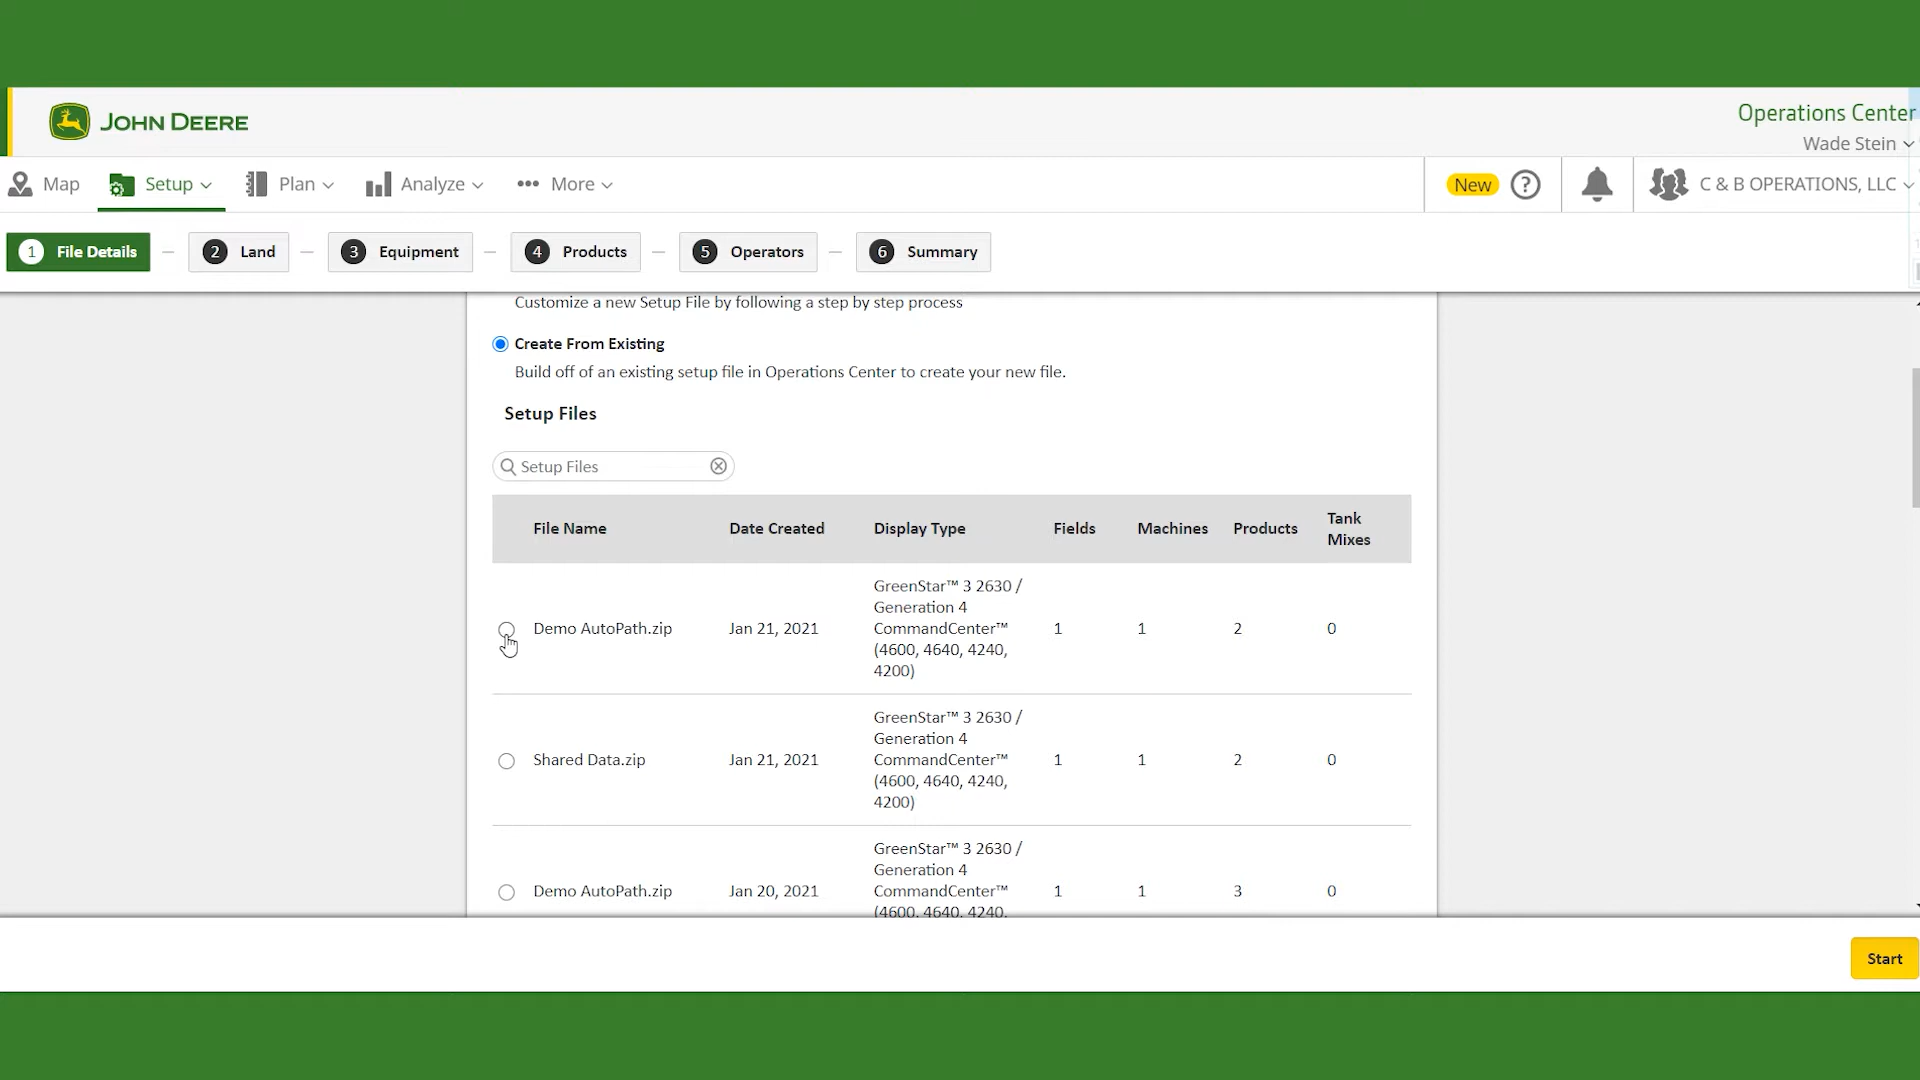 JOHN DEERE
Operations Center
Wade Stein
Map
Setup
Plan
Analyze
More
New
C & B OPERATIONS, LLC
1 File Details
2 Land
3 Equipment
4 Products
5 Operators
6 Summary
Customize a new Setup File by following a step by step process
Create From Existing
Build off of an existing setup file in Operations Center to create your new file.
Setup Files
Setup Files
File Name
Date Created
Display Type
Fields
Machines
Products
Tank
Mixes
Demo AutoPath.zip
Jan 21, 2021
GreenStar™ 3 2630 /
Generation 4
CommandCenter™
(4600, 4640, 4240,
4200)
1
1
2
0
Shared Data.zip
Jan 21, 2021
GreenStar™ 3 2630 /
Generation 4
CommandCenter™
(4600, 4640, 4240,
4200)
1
1
2
0
Demo AutoPath.zip
Jan 20, 2021
GreenStar™ 3 2630 /
Generation 4
CommandCenter™
(4600, 4640, 4240,
1
1
3
0
Start